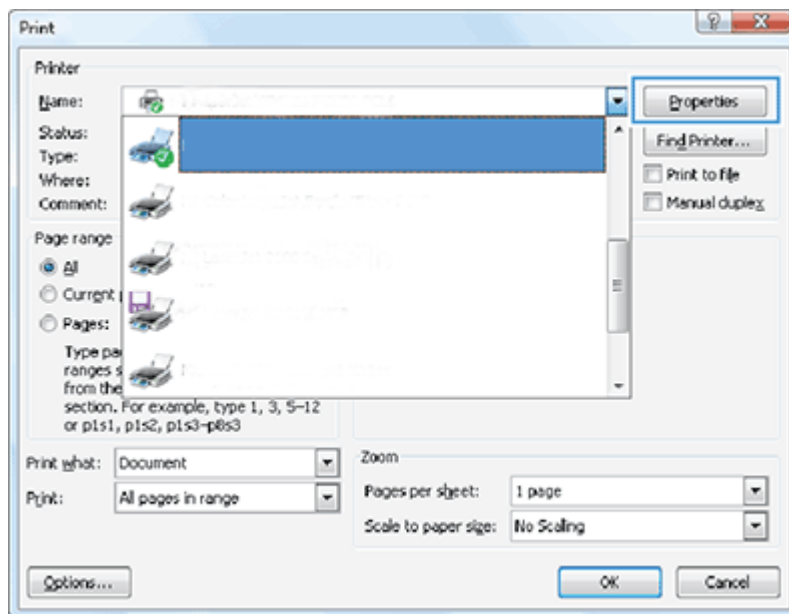 Print
Printer
Name:
Properties
Status:
Find Printer...
Type:
Where:
Print to file
Comment:
Manual duplex
Page range
All
Current
Pages:
Type
ranges
from the
section. For example, type 1, 3, 5–12
or p1s1, p1s2, p1s3–p8s3
Print what: Document
Print: All pages in range
Zoom
Pages per sheet: 1 page
Scale to paper size: No Scaling
Options...
OK
Cancel